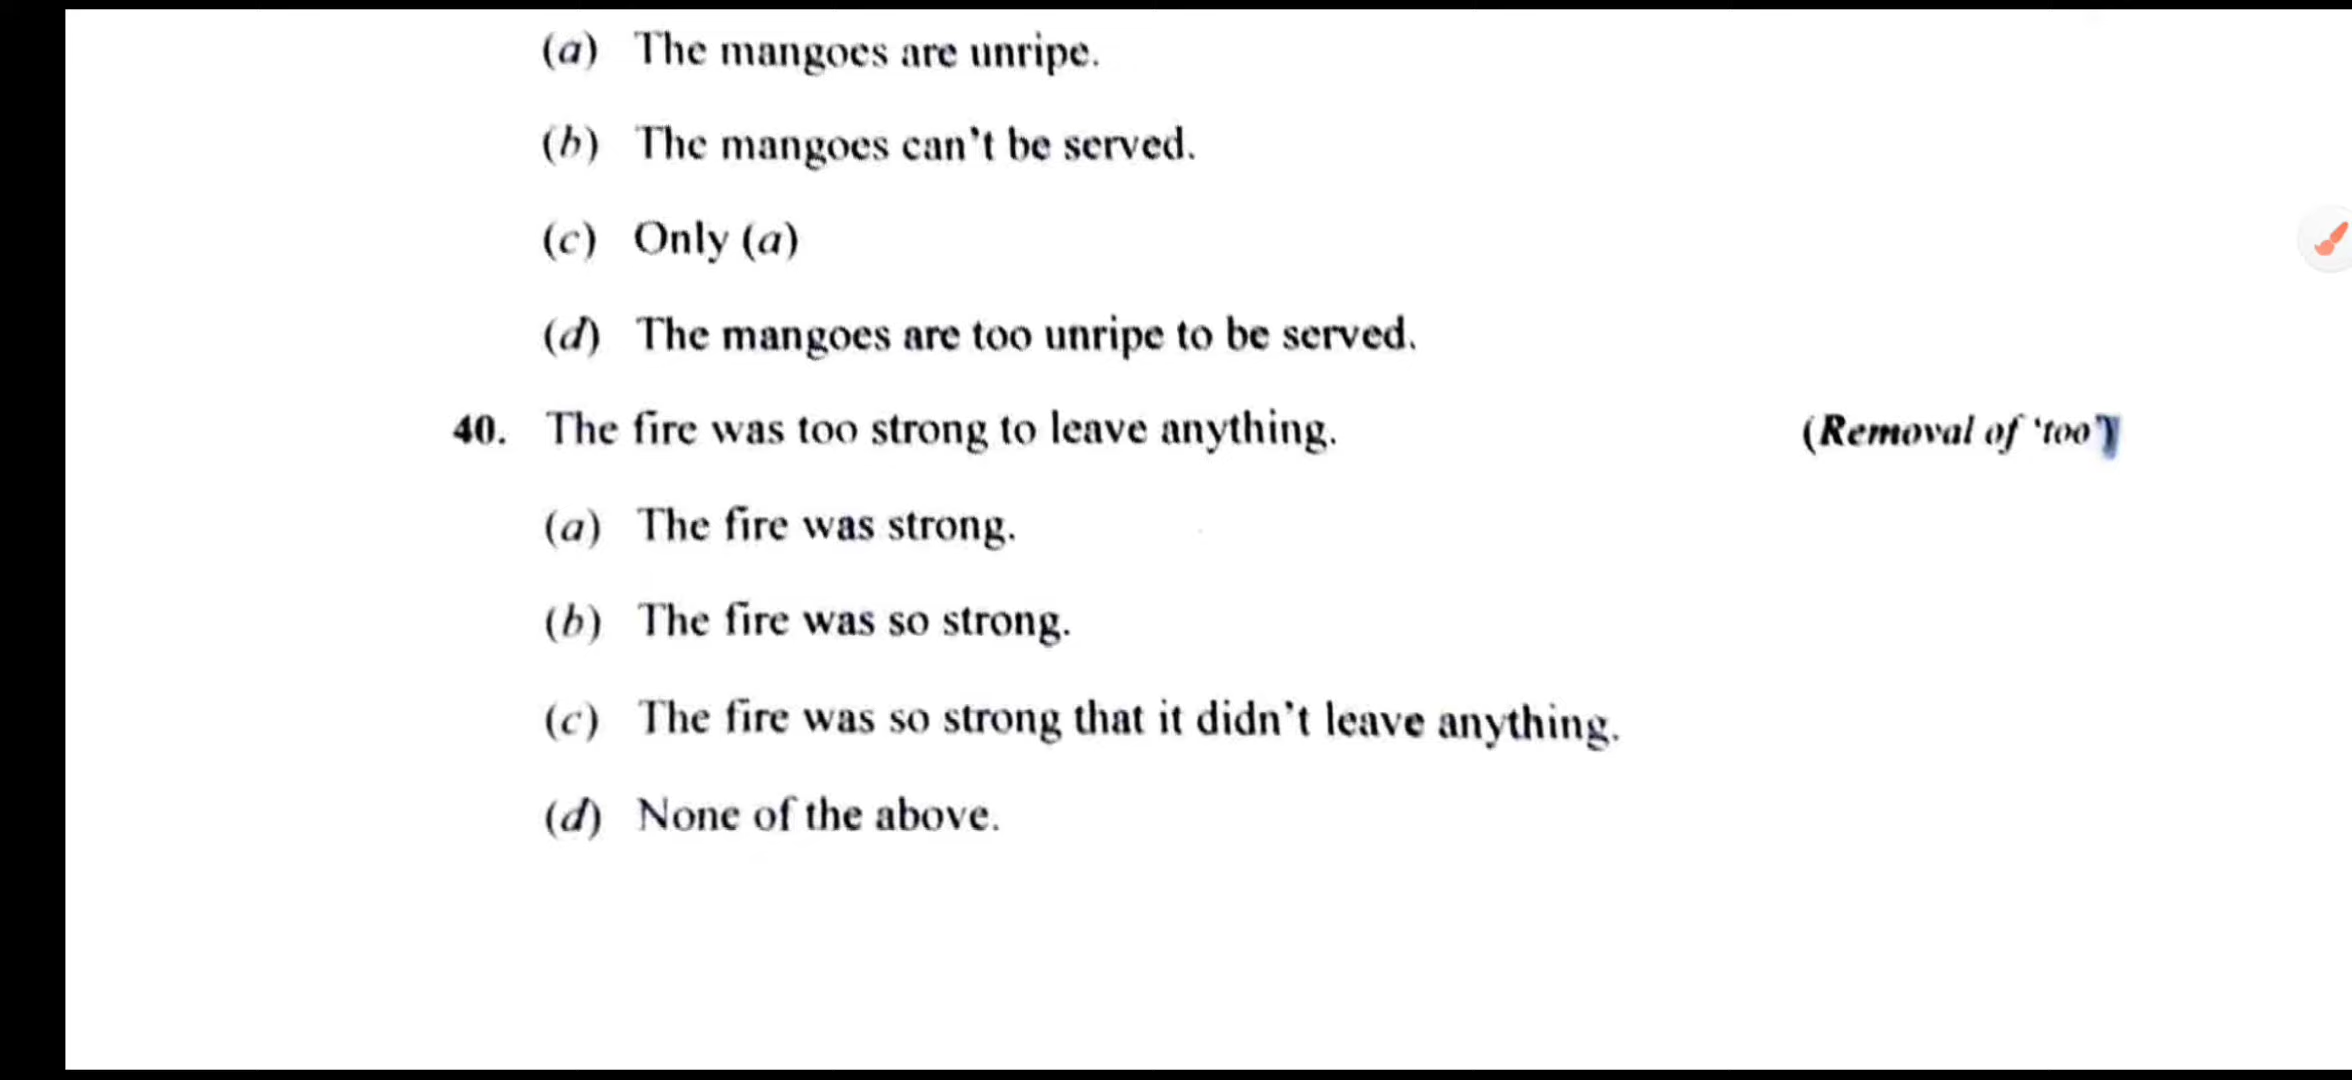 (a) The mangoes are unripe.
(b) The mangoes can't be served.
(c) Only (a)
(d) The mangoes are too unripe to be served.
40. The fire was too strong to leave anything. (Removal of 'too')
(a) The fire was strong.
(b) The fire was so strong.
(c) The fire was so strong that it didn't leave anything.
(d) None of the above.